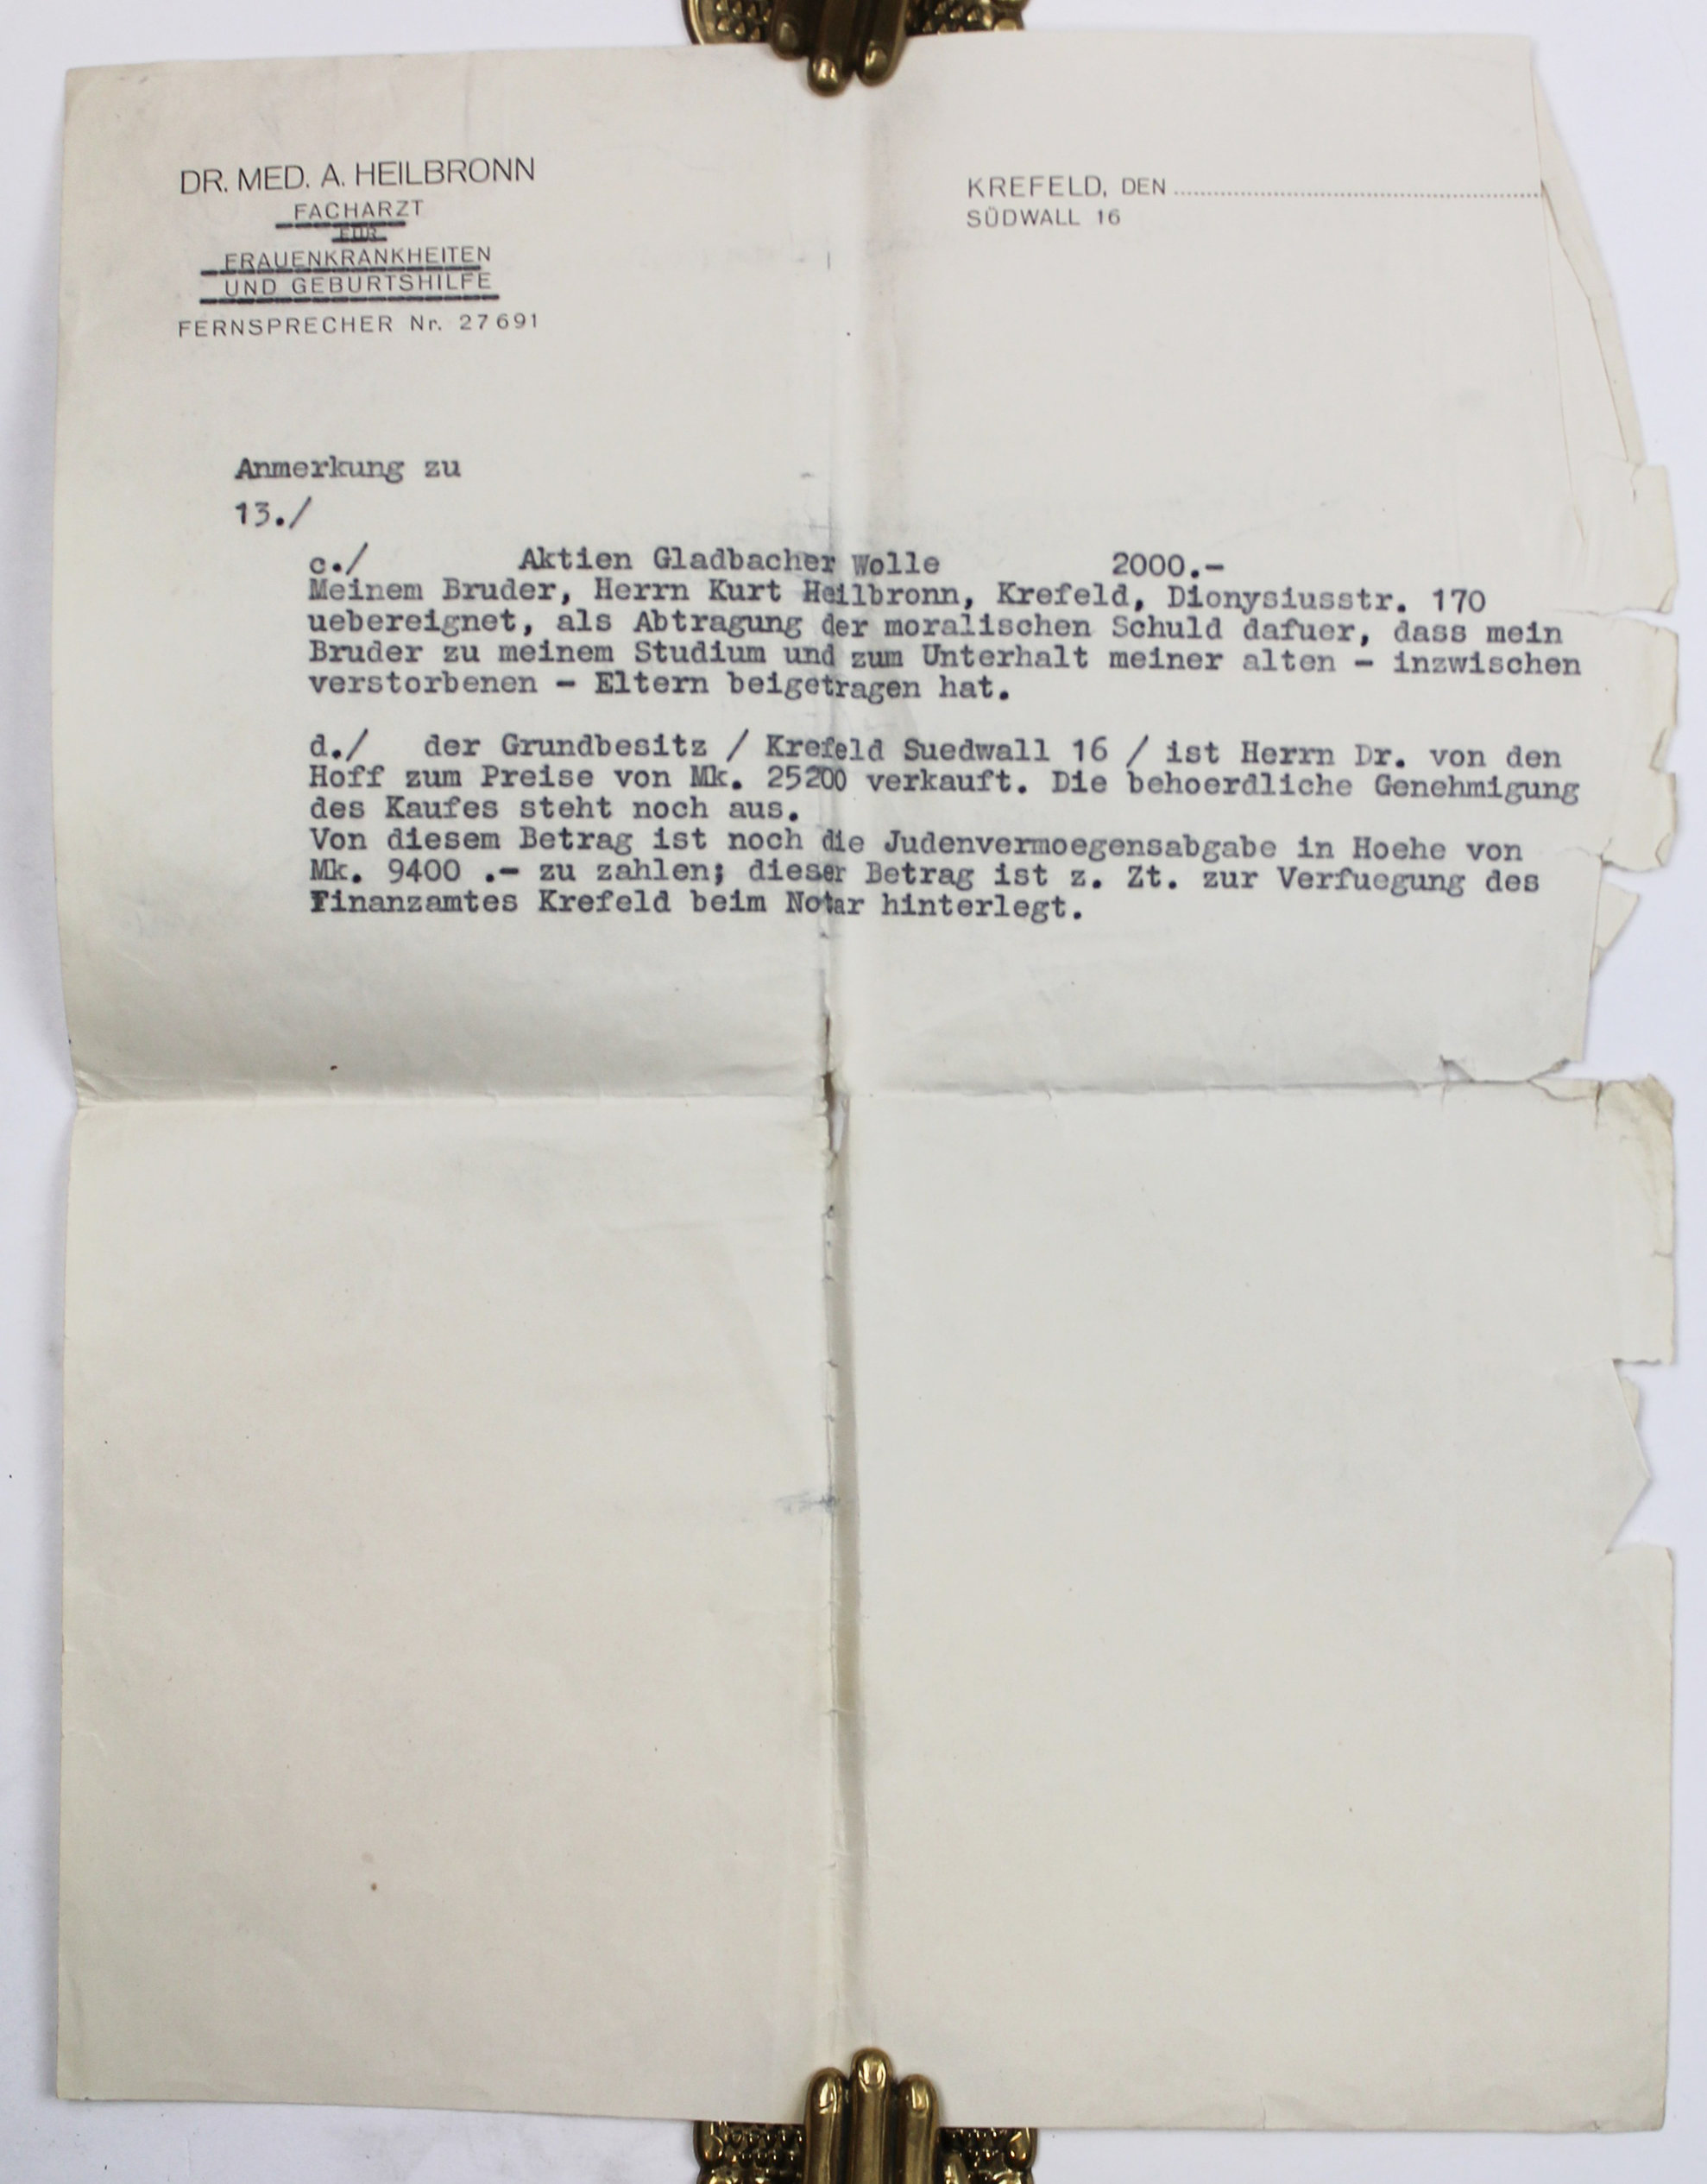 DR. MED. A. HEILBRONN
FACHARZT
FÜR
FRAUENKRANKHEITEN
UND GEBURTSHILFE
FERNSPRECHER Nr. 27691
KREFELD, DEN
SÜDWALL 16
Anmerkung zu
13./
c./ Aktien Gladbacher Wolle 2000.-
Meinem Bruder, Herrn Kurt Heilbronn, Krefeld, Dionysiusstr. 170
uebereignet, als Abtragung der moralischen Schuld dafuer, dass mein
Bruder zu meinem Studium und zum Unterhalt meiner alten - inzwischen
verstorbenen - Eltern beigetragen hat.
d./ der Grundbesitz / Krefeld Suedwall 16 / ist Herrn Dr. von den
Hoff zum Preise von Mk. 25200 verkauft. Die behoerdliche Genehmigung
des Kaufes steht noch aus.
Von diesem Betrag ist noch die Judenvermoegensabgabe in Hoehe von
Mk. 9400 .- zu zahlen; dieser Betrag ist z. Zt. zur Verfuegung des
Finanzamtes Krefeld beim Notar hinterlegt.